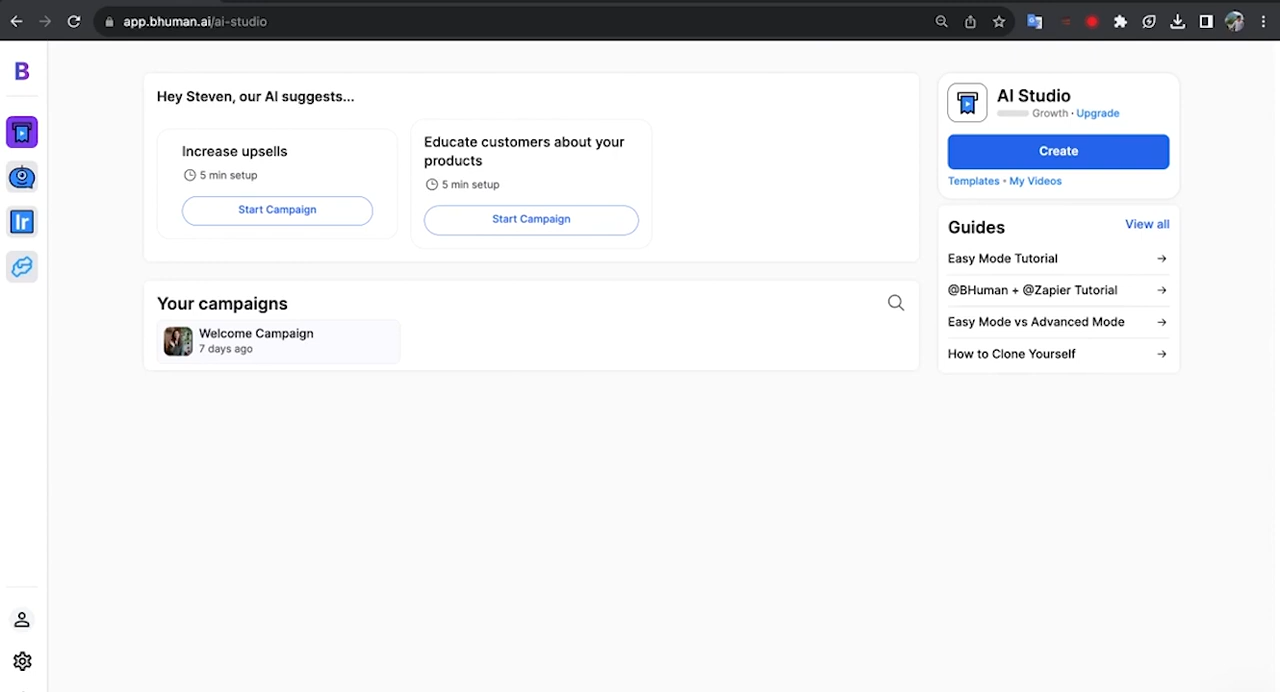 app.bhuman.ai/ai-studio
B
Ir
Hey Steven, our AI suggests...
Increase upsells
5 min setup
Start Campaign
Educate customers about your
products
5 min setup
Start Campaign
Your campaigns
Welcome Campaign
7 days ago
AI Studio
Growth · Upgrade
Create
Templates • My Videos
Guides
View all
Easy Mode Tutorial
@BHuman + @Zapier Tutorial
Easy Mode vs Advanced Mode
How to Clone Yourself